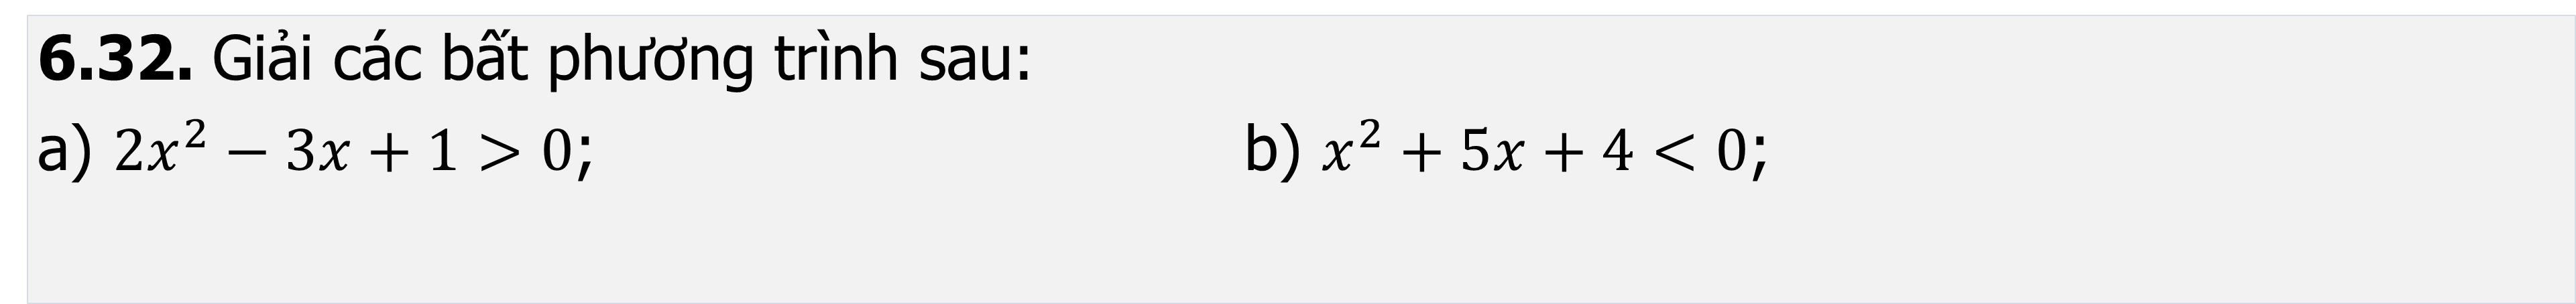 6.32. Giải các bất phương trình sau:
a) 2x² − 3x + 1 > 0; b) x² + 5x + 4 < 0;